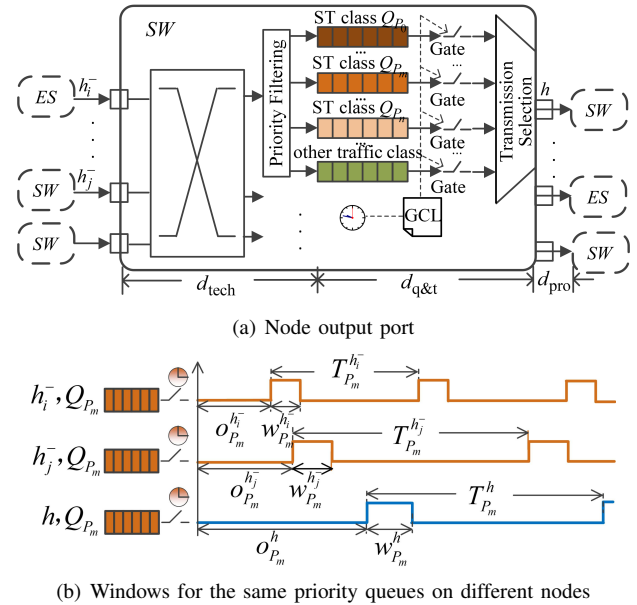 SW
ES
h_i^-
⋮
SW
h_j^-
SW
Priority Filtering
ST class Q_{P_0}
Gate
...
ST class Q_{P_m}
...
Gate
ST class Q_{P_n}
...
Gate
other traffic class
...
Gate
GCL
Transmission Selection
h
SW
⋮
ES
SW
d_tech
d_q&t
d_pro
(a) Node output port
h_i^-, Q_{P_m}
o_{P_m}^{h_i^-}
w_{P_m}^{h_i^-}
T_{P_m}^{h_i^-}
h_j^-, Q_{P_m}
o_{P_m}^{h_j^-}
w_{P_m}^{h_j^-}
T_{P_m}^{h_j^-}
h, Q_{P_m}
o_{P_m}^h
w_{P_m}^h
T_{P_m}^h
(b) Windows for the same priority queues on different nodes